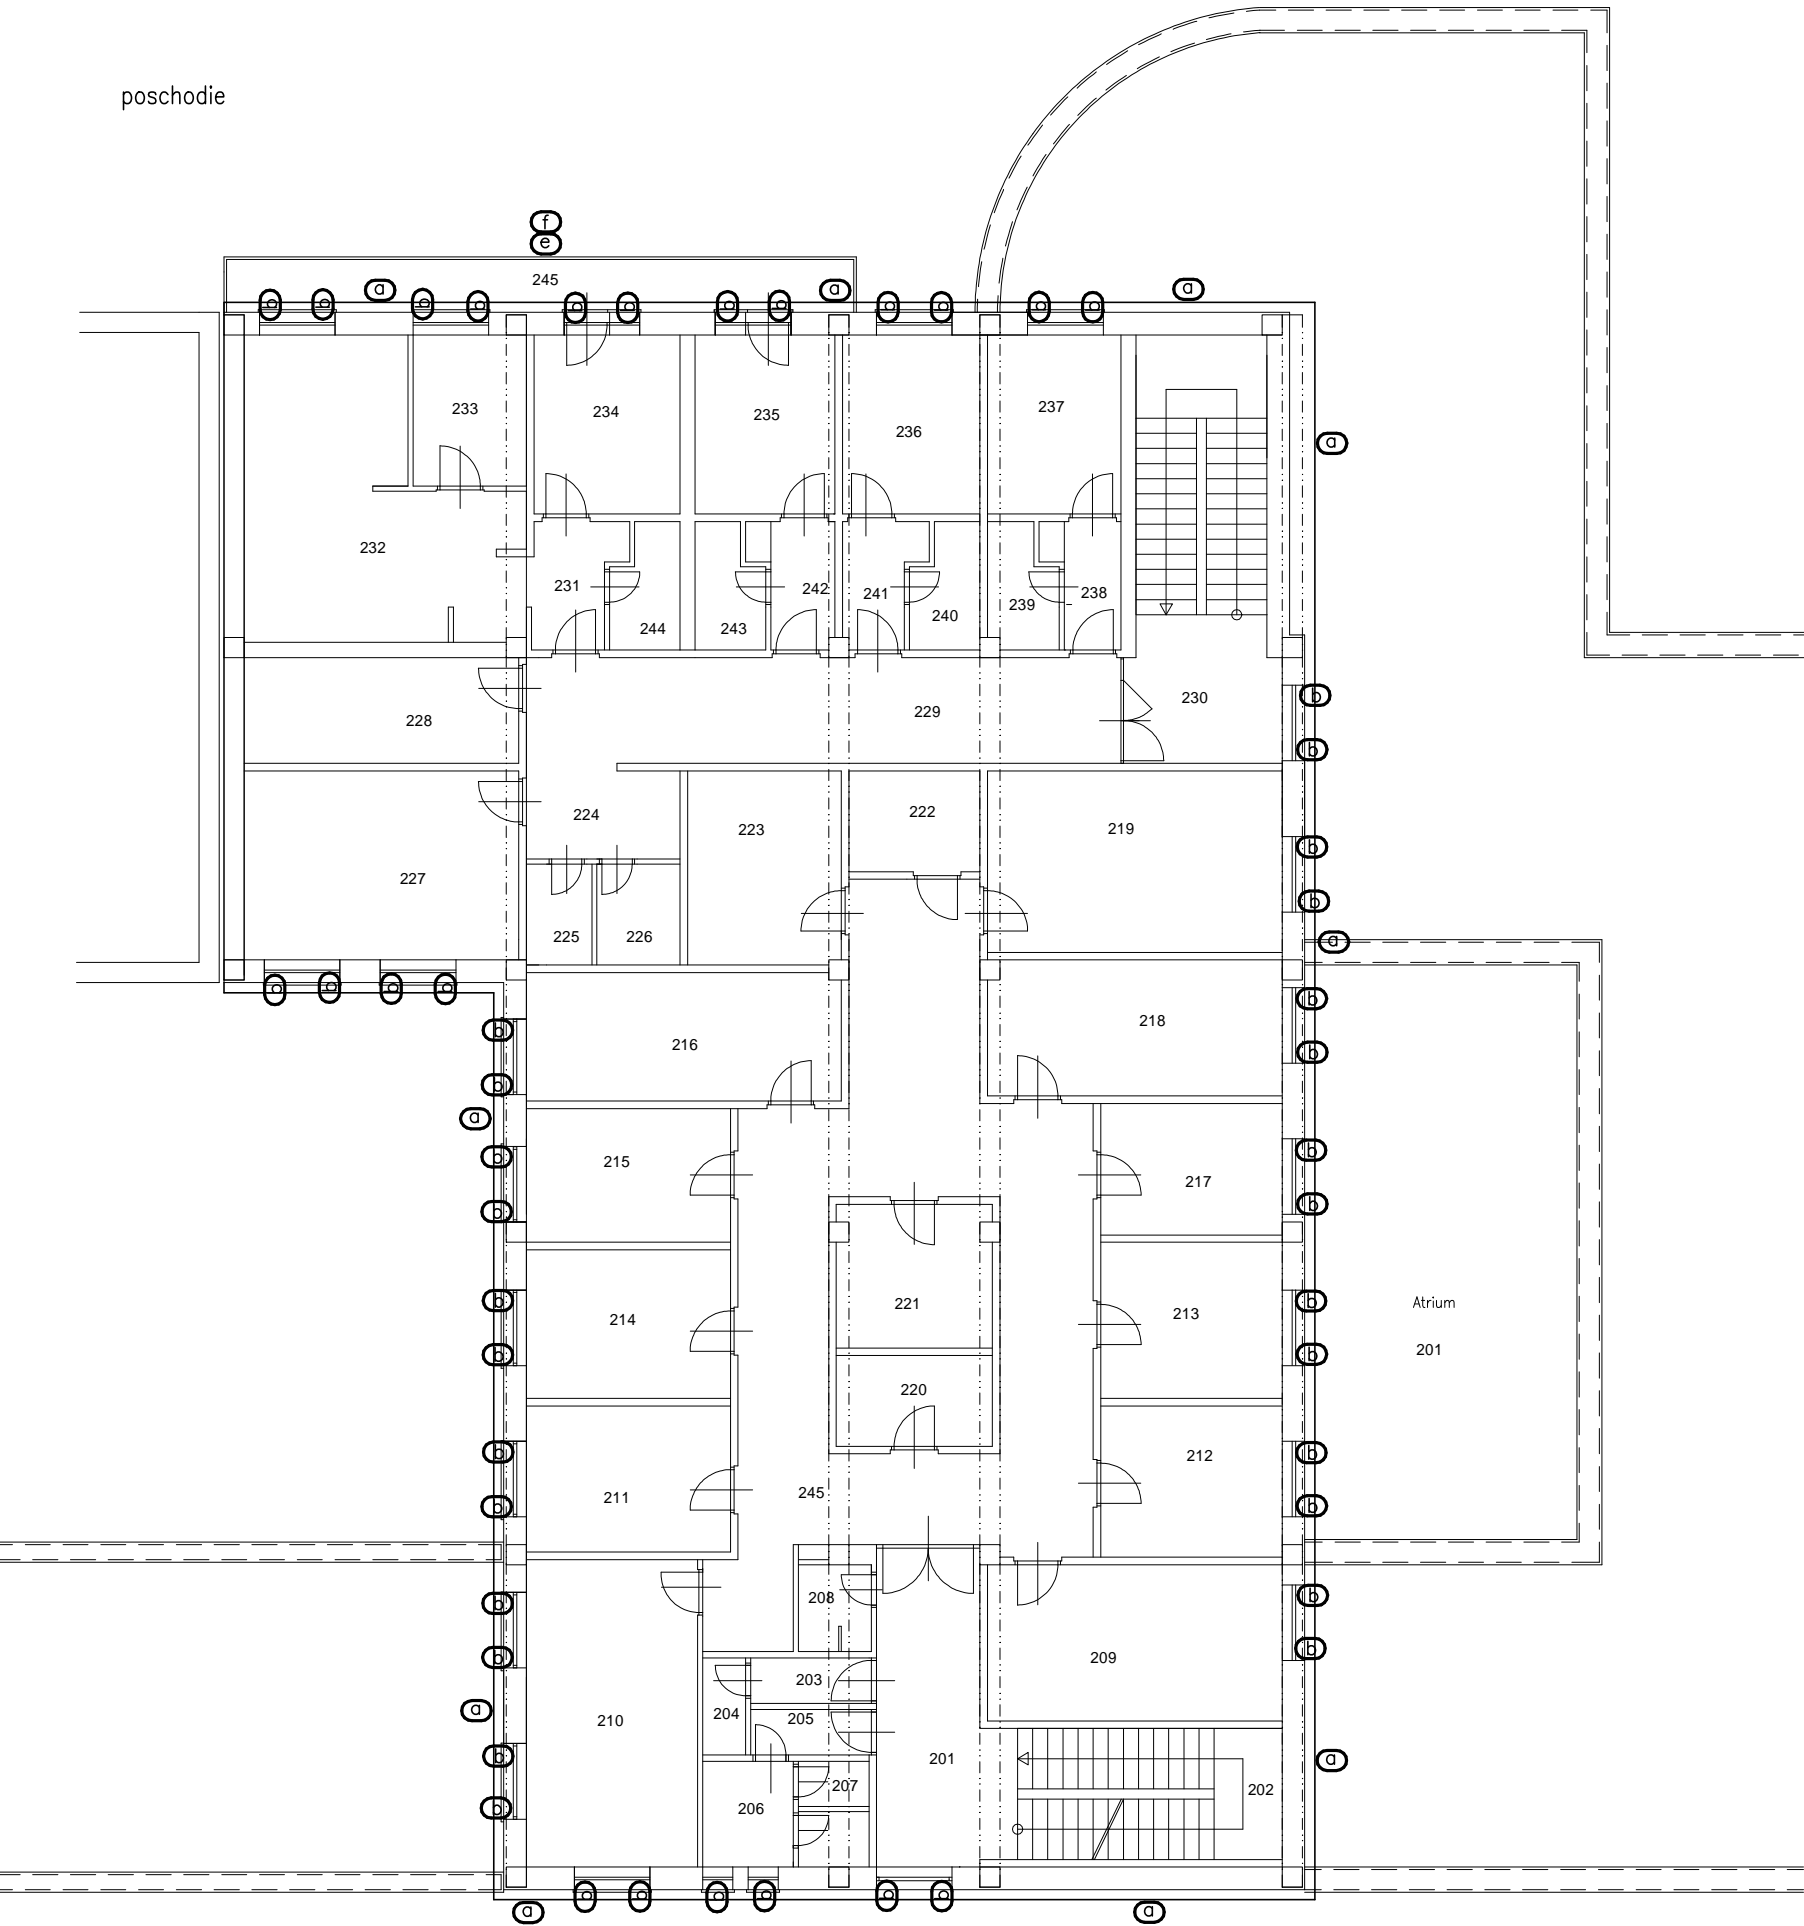 poschodie
f
e
245
a a a
b b b b b b b b b b b b
233 234 235 236 237
a
232
231 244 243 242 241 240 239 238
228 229 230
b
b
224 223 222 219
b
227
b
225 226
a
b b b b
b
218
b
216
b
b
a
215 217
b
b
b
b
221
214 213
Atrium
b
b
201
b
b
220
212
211 245
b
b
b
b
208
b
b
209
b
b
203
204 205
210
a
201
a
202
b
b
207
206
b b b b b b
a a